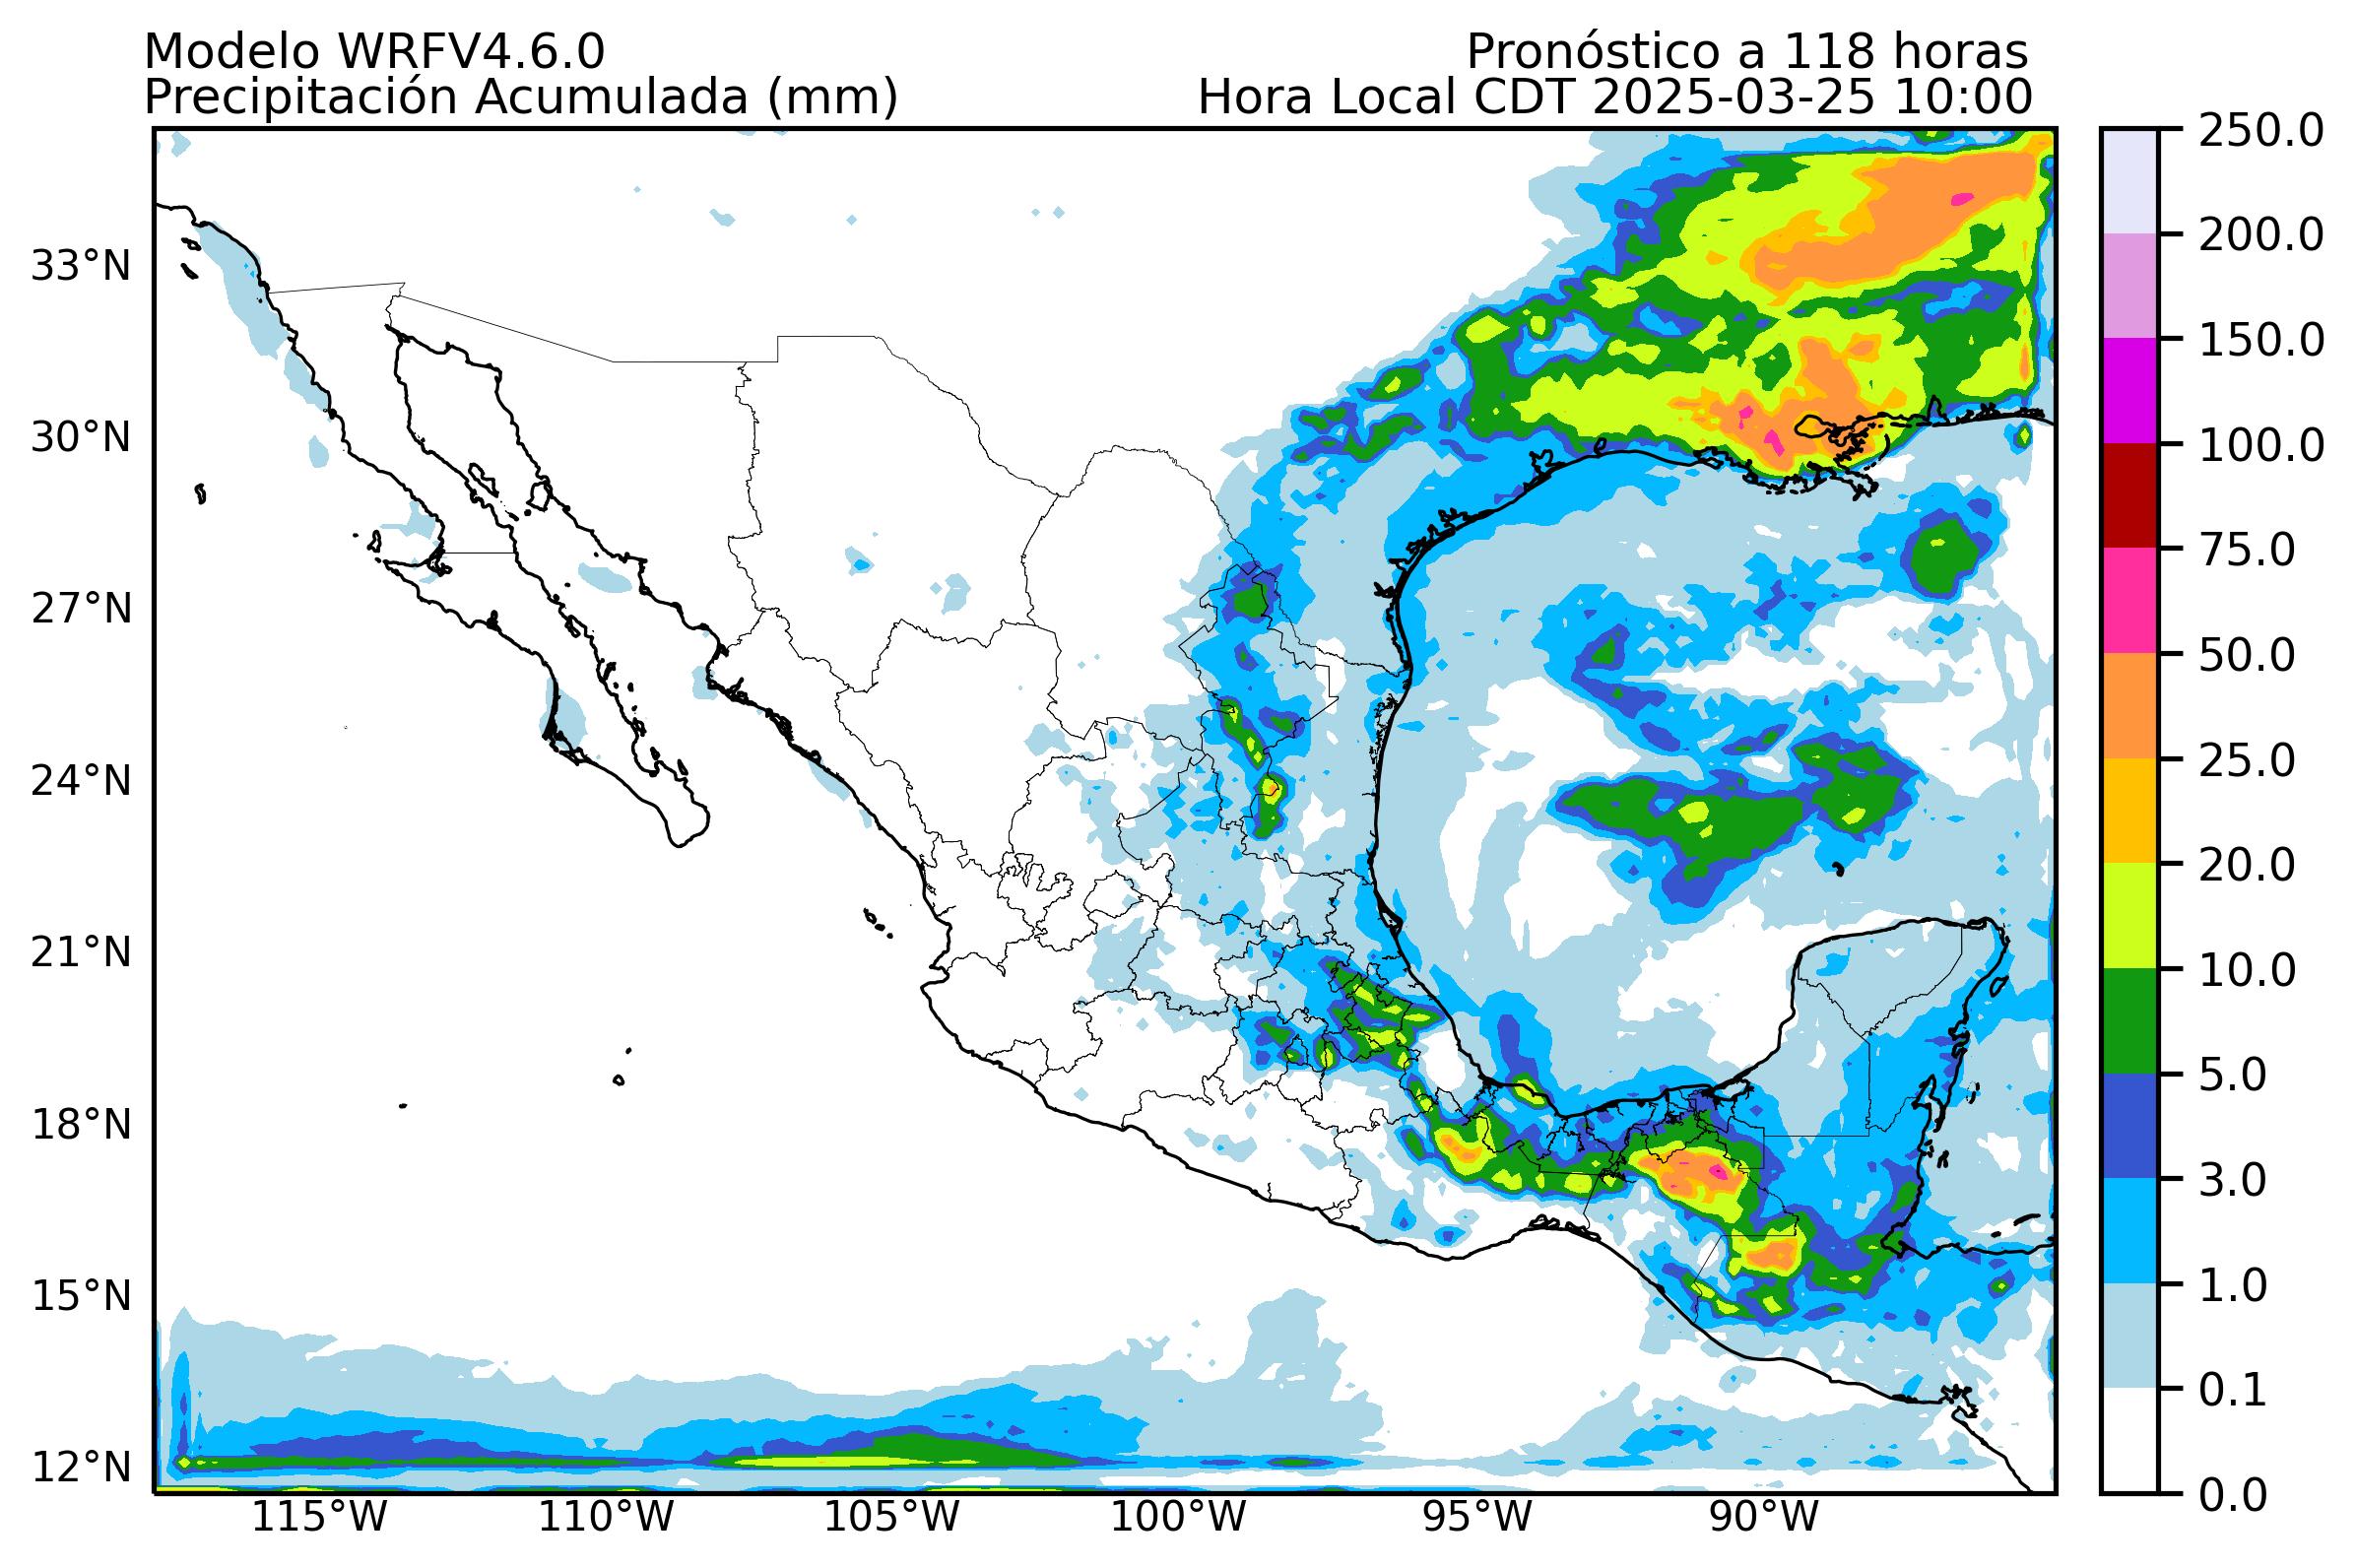 Modelo WRFV4.6.0
Pronóstico a 118 horas
Precipitación Acumulada (mm)
Hora Local CDT 2025-03-25 10:00
33°N
30°N
27°N
24°N
21°N
18°N
15°N
12°N
115°W
110°W
105°W
100°W
95°W
90°W
250.0
200.0
150.0
100.0
75.0
50.0
25.0
20.0
10.0
5.0
3.0
1.0
0.1
0.0